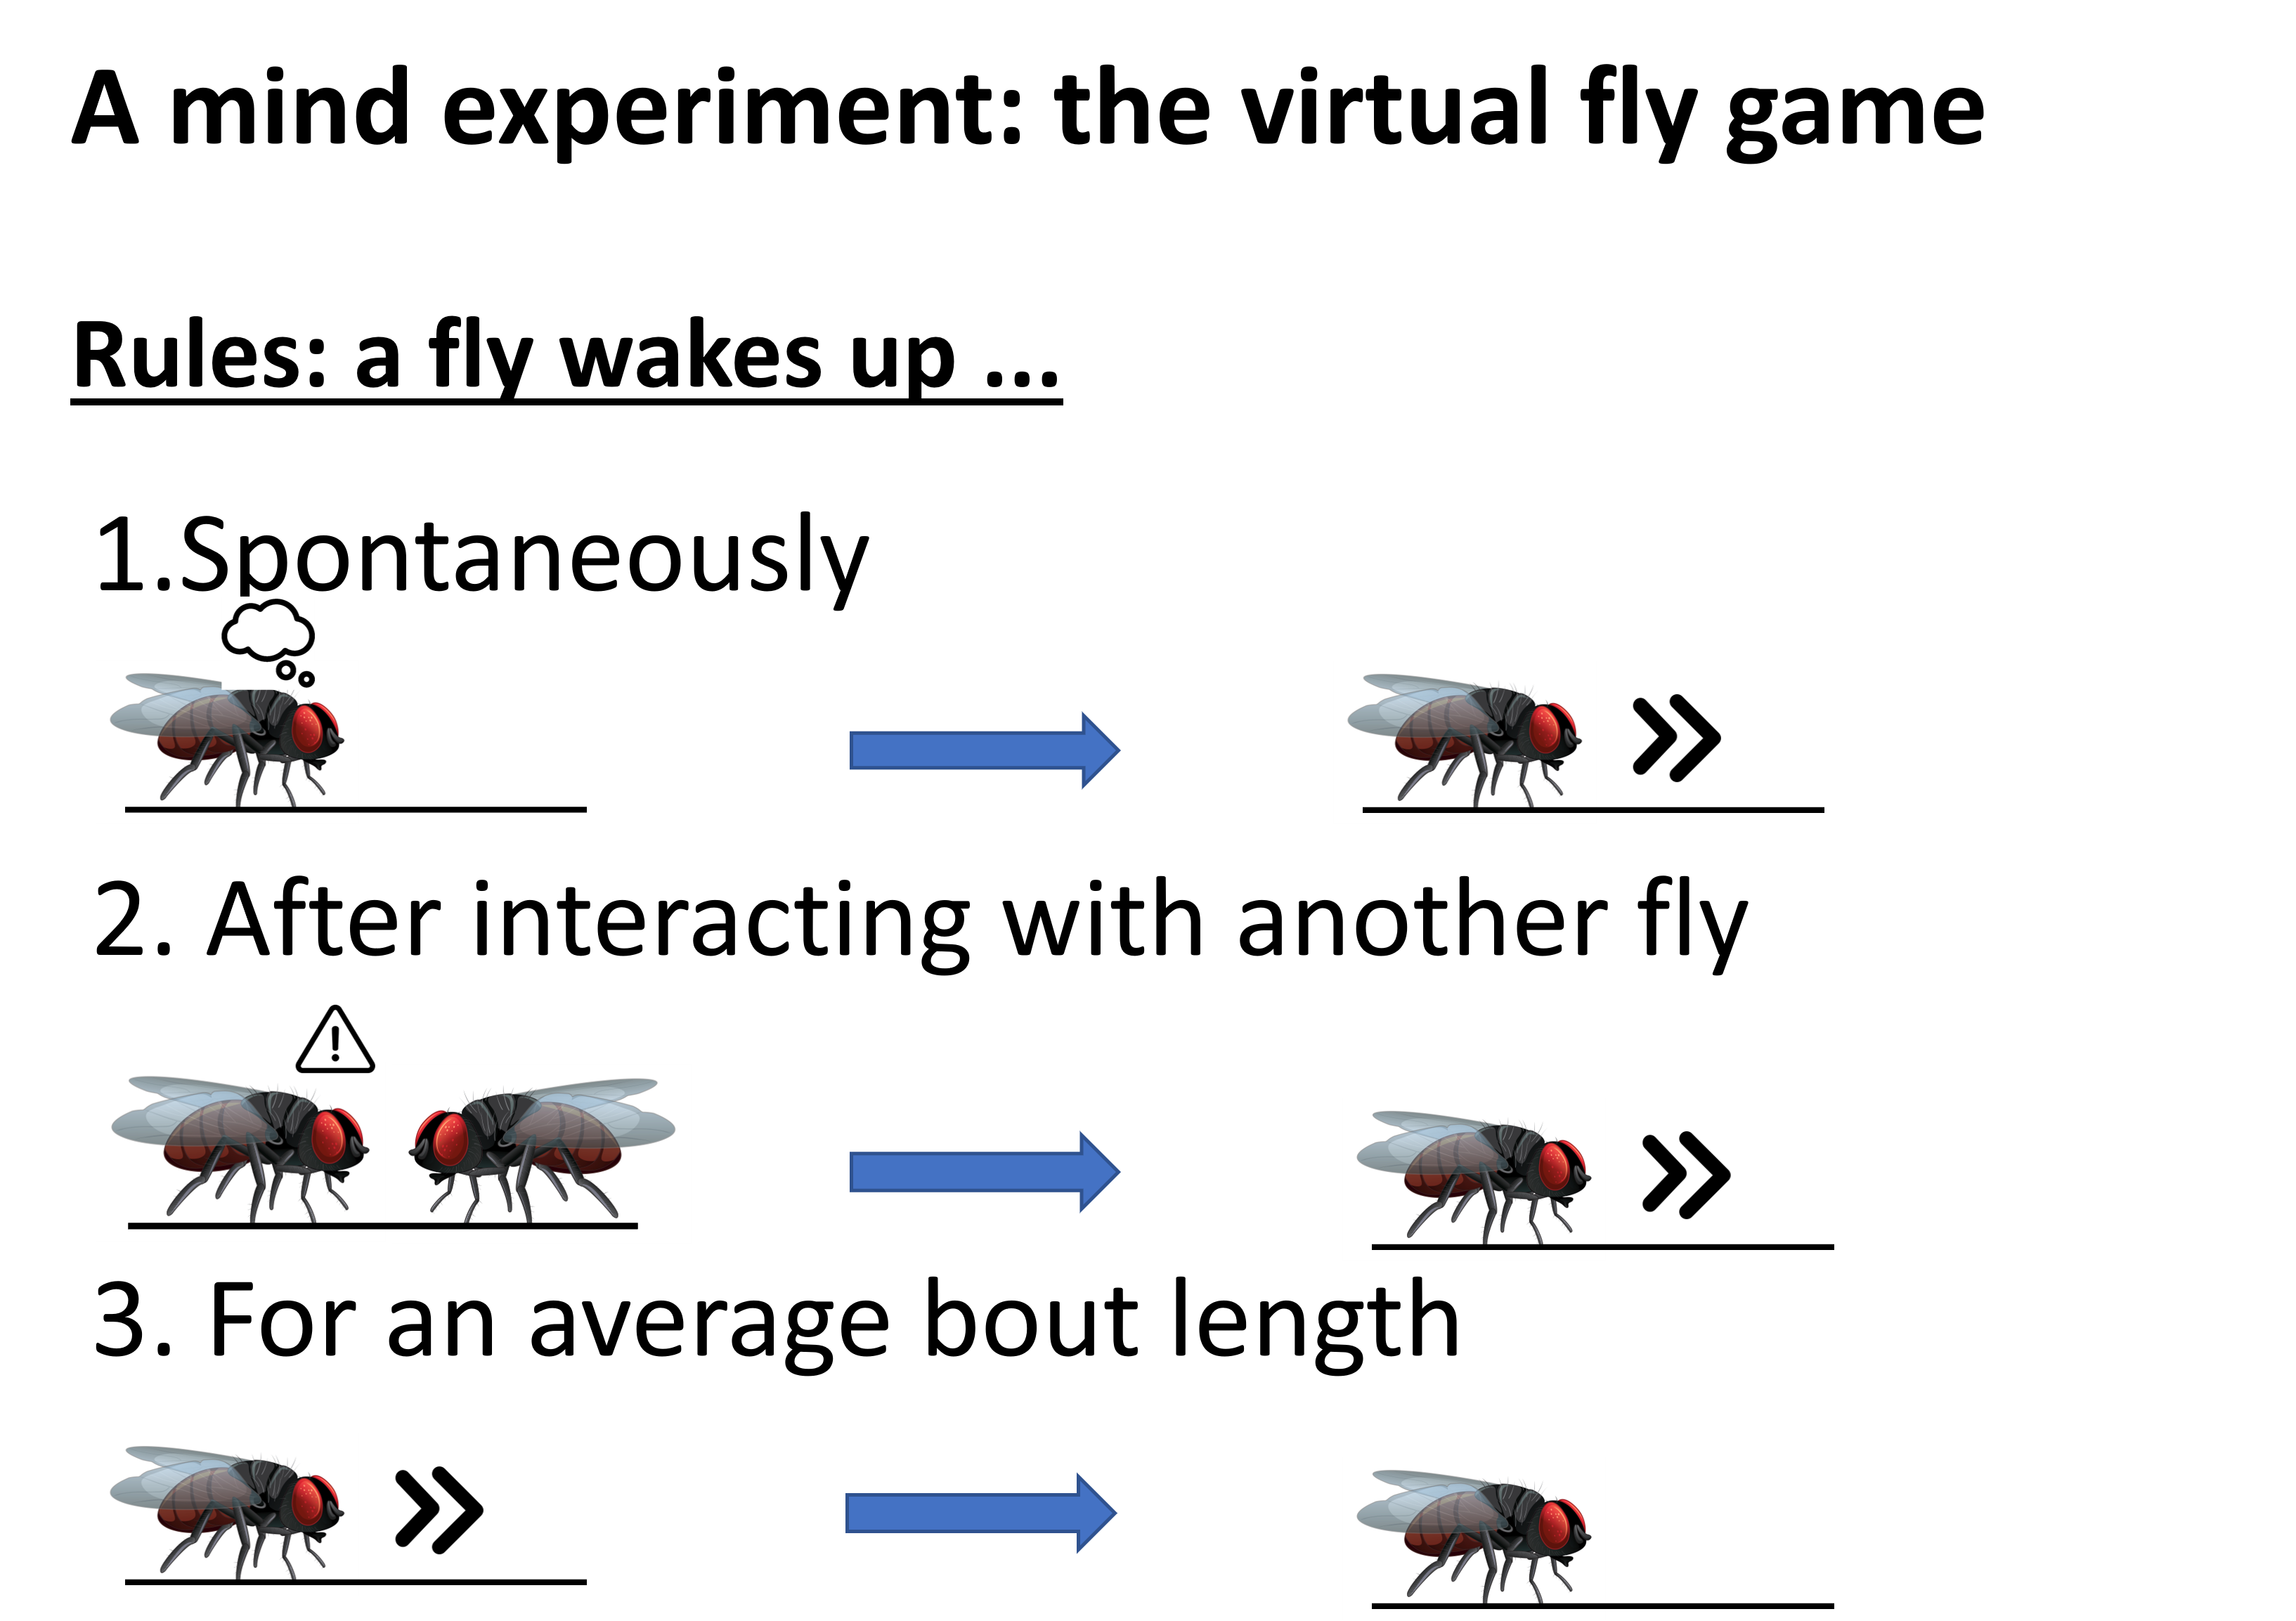 A mind experiment: the virtual fly game
Rules: a fly wakes up ...
1.Spontaneously
2. After interacting with another fly
!
3. For an average bout length